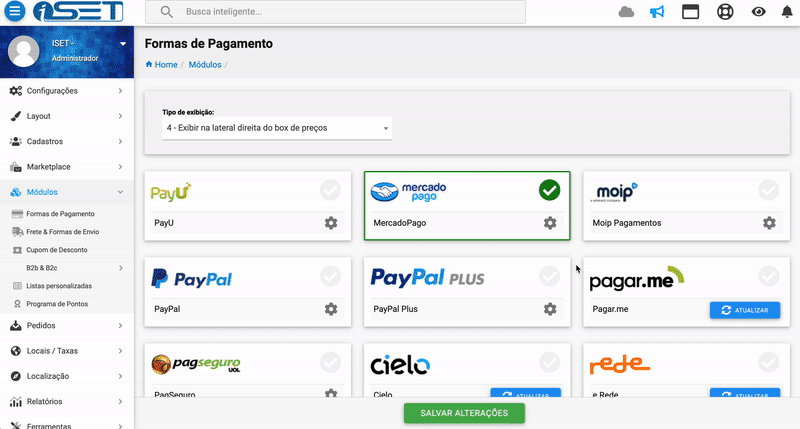 iSET
Busca inteligente...
ISET -
Administrador
Formas de Pagamento
Home / Módulos /
Configurações
Layout
Cadastros
Marketplace
Módulos
Formas de Pagamento
Frete & Formas de Envio
Cupom de Desconto
B2b & B2c
Listas personalizadas
Programa de Pontos
Pedidos
Locais / Taxas
Localização
Relatórios
Ferramentas
Tipo de exibição:
4 - Exibir na lateral direita do box de preços
PayU
PayU
mercado
pago
MercadoPago
moip
Moip Pagamentos
PayPal
PayPal
PayPal PLUS
PayPal Plus
pagar.me
Pagar.me
ATUALIZAR
pagseguro
UOL
PagSeguro
cielo
Cielo
ATUALIZAR
rede
e.Rede
ATUALIZAR
SALVAR ALTERAÇÕES